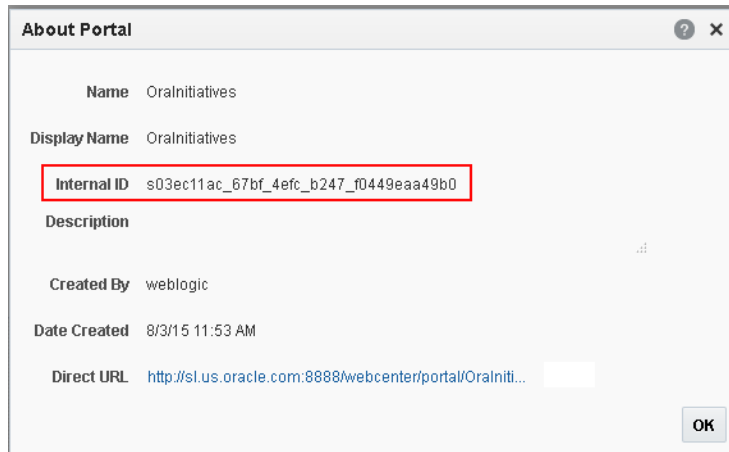 About Portal
Name OraInitiatives
Display Name OraInitiatives
Internal ID s03ec11ac_67bf_4efc_b247_f0449eaa49b0
Description
Created By weblogic
Date Created 8/3/15 11:53 AM
Direct URL http://sl.us.oracle.com:8888/webcenter/portal/OraIniti...
OK